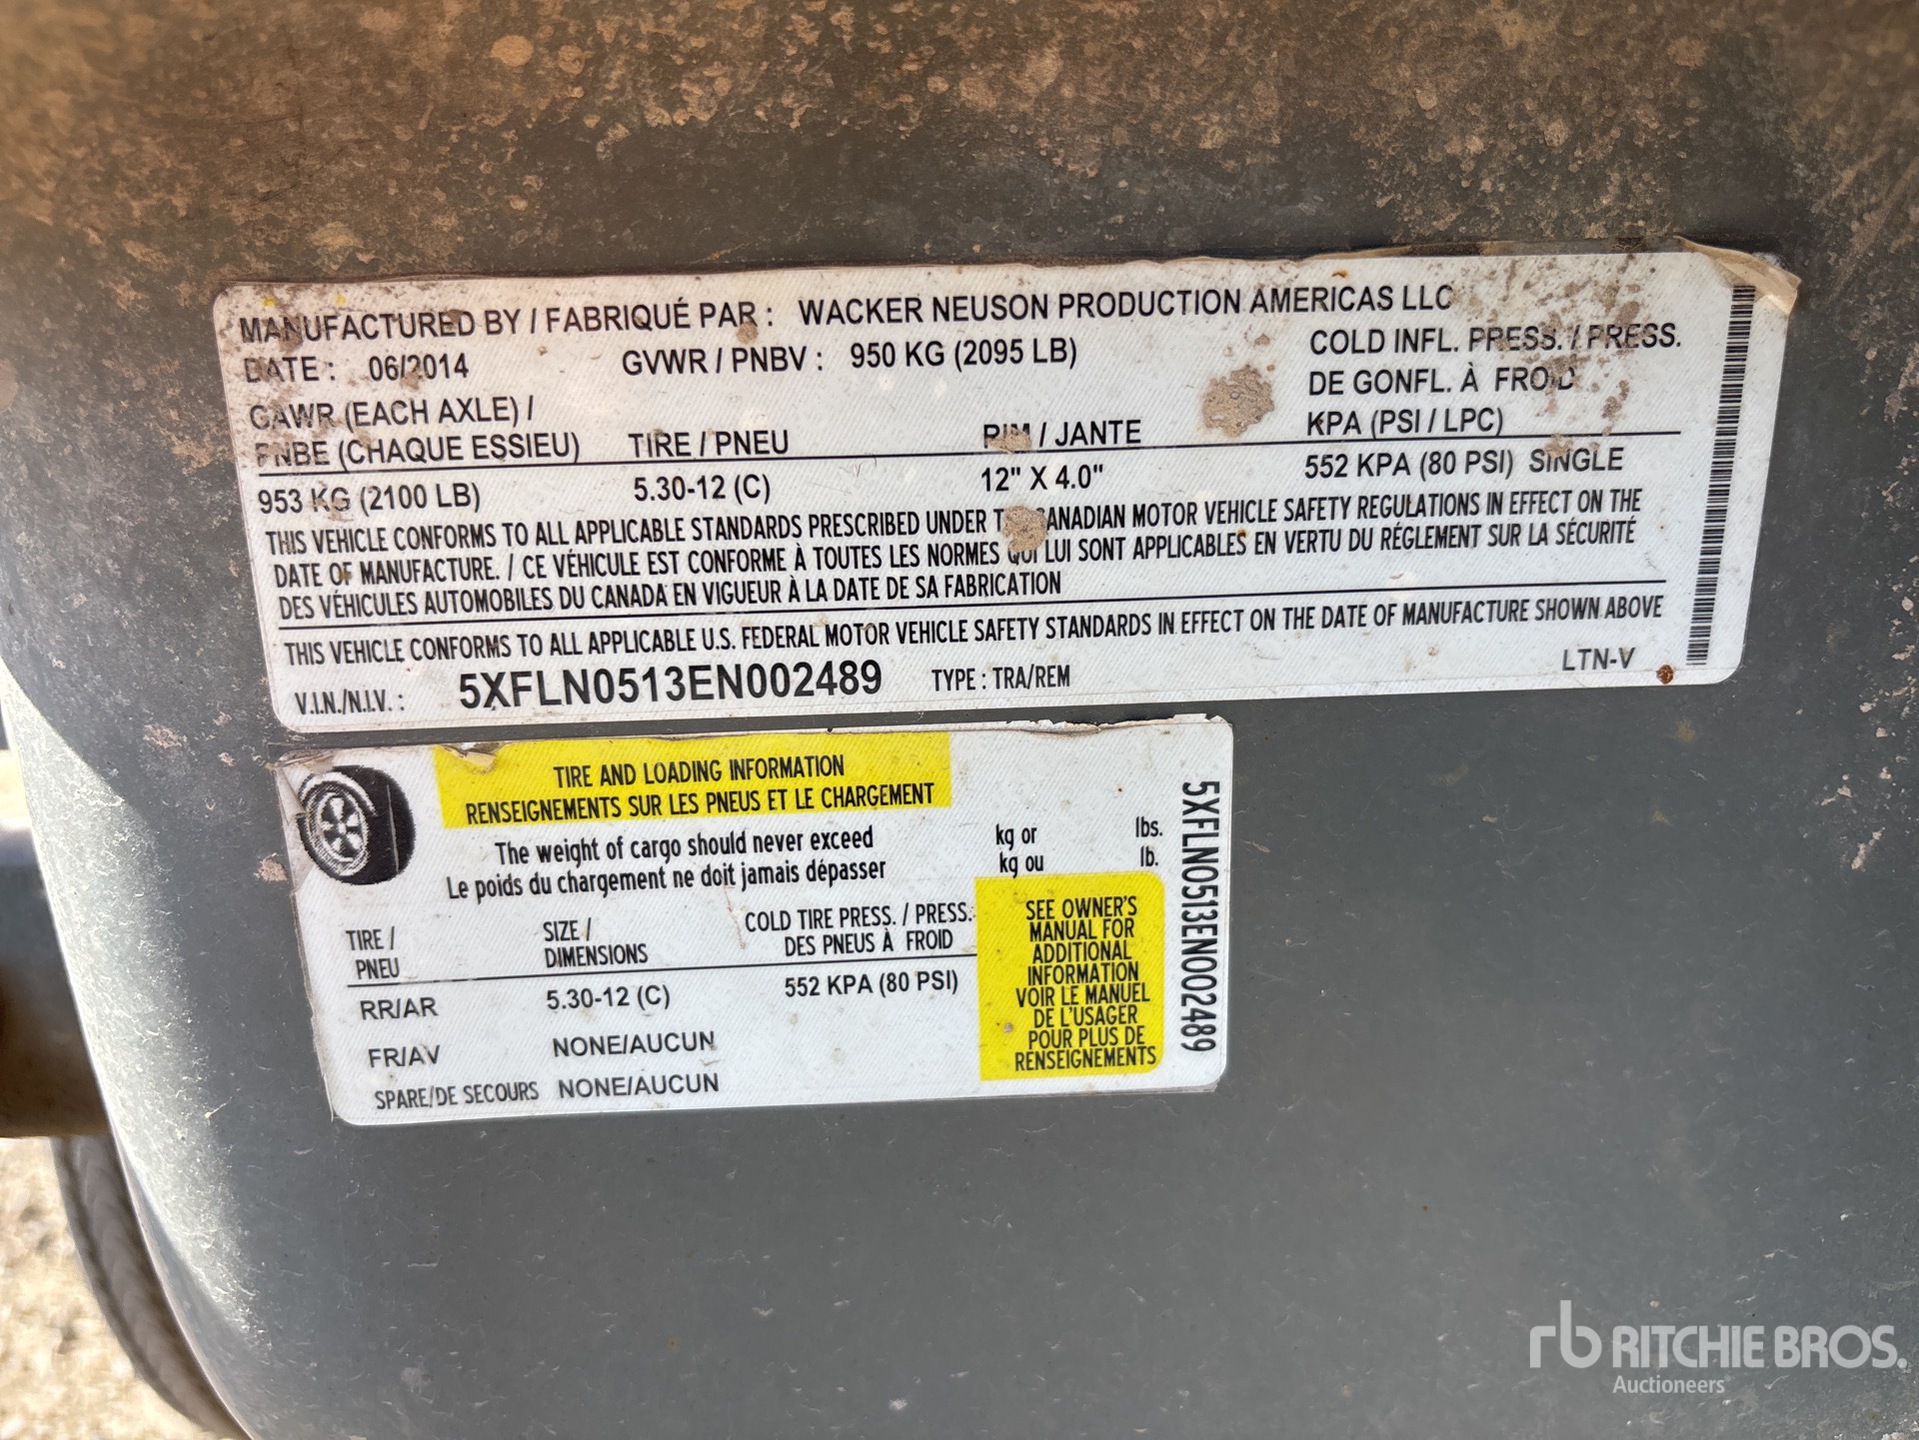 MANUFACTURED BY / FABRIQUÉ PAR : WACKER NEUSON PRODUCTION AMERICAS LLC
DATE : 06/2014 GVWR / PNBV : 950 KG (2095 LB) COLD INFL. PRESS. / PRESS.
DE GONFL. À FROID
GAWR (EACH AXLE) /
PNBE (CHAQUE ESSIEU) TIRE / PNEU RIM / JANTE KPA (PSI / LPC)
953 KG (2100 LB) 5.30-12 (C) 12" X 4.0" 552 KPA (80 PSI) SINGLE
THIS VEHICLE CONFORMS TO ALL APPLICABLE STANDARDS PRESCRIBED UNDER THE CANADIAN MOTOR VEHICLE SAFETY REGULATIONS IN EFFECT ON THE
DATE OF MANUFACTURE. / CE VÉHICULE EST CONFORME À TOUTES LES NORMES QUI LUI SONT APPLICABLES EN VERTU DU RÉGLEMENT SUR LA SÉCURITÉ
DES VÉHICULES AUTOMOBILES DU CANADA EN VIGUEUR À LA DATE DE SA FABRICATION
THIS VEHICLE CONFORMS TO ALL APPLICABLE U.S. FEDERAL MOTOR VEHICLE SAFETY STANDARDS IN EFFECT ON THE DATE OF MANUFACTURE SHOWN ABOVE
V.I.N./N.I.V. : 5XFLN0513EN002489 TYPE : TRA/REM LTN-V
TIRE AND LOADING INFORMATION
RENSEIGNEMENTS SUR LES PNEUS ET LE CHARGEMENT
The weight of cargo should never exceed kg or lbs.
Le poids du chargement ne doit jamais dépasser kg ou lb.
TIRE / SIZE / COLD TIRE PRESS. / PRESS.
PNEU DIMENSIONS DES PNEUS À FROID
RR/AR 5.30-12 (C) 552 KPA (80 PSI)
FR/AV NONE/AUCUN
SPARE/DE SECOURS NONE/AUCUN
SEE OWNER'S
MANUAL FOR
ADDITIONAL
INFORMATION
VOIR LE MANUEL
DE L'USAGER
POUR PLUS DE
RENSEIGNEMENTS
5XFLN0513EN002489
rb RITCHIE BROS.
Auctioneers